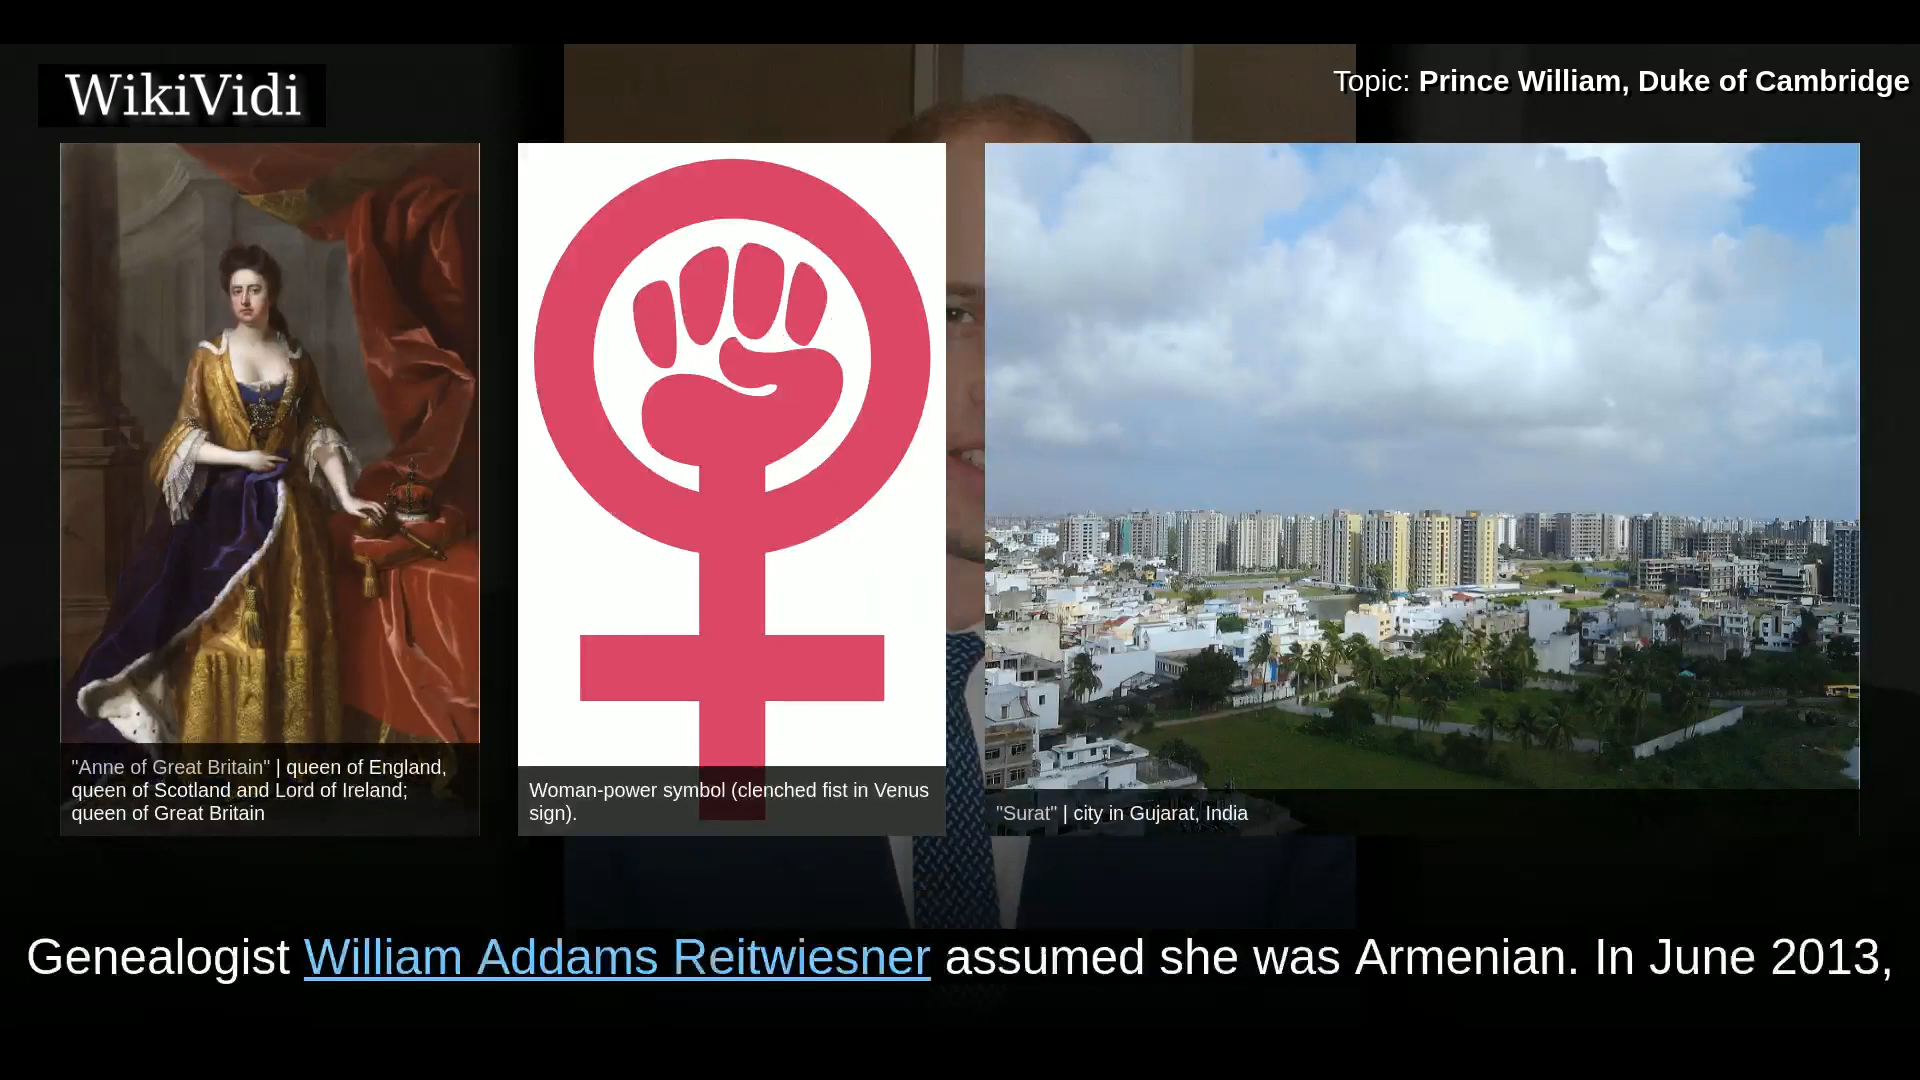 WikiVidi
Topic: Prince William, Duke of Cambridge
"Anne of Great Britain" | queen of England,
queen of Scotland and Lord of Ireland;
queen of Great Britain
Woman-power symbol (clenched fist in Venus
sign).
"Surat" | city in Gujarat, India
Genealogist William Addams Reitwiesner assumed she was Armenian. In June 2013,